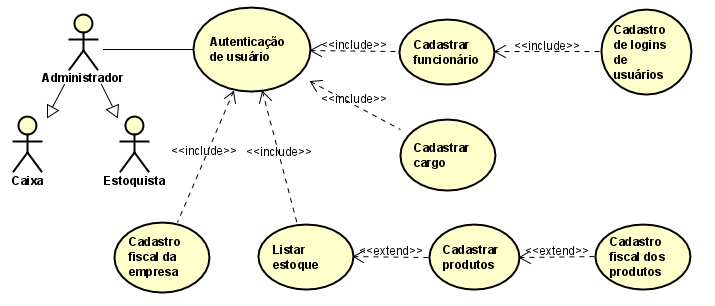 Autenticação
de usuário
<<include>>
Cadastrar
funcionário
<<include>>
Cadastro
de logins
de
usuários
Administrador
<<include>>
Cadastrar
cargo
Caixa
Estoquista
<<include>>
<<include>>
Cadastro
fiscal da
empresa
Listar
estoque
<<extend>>
Cadastrar
produtos
<<extend>>
Cadastro
fiscal dos
produtos